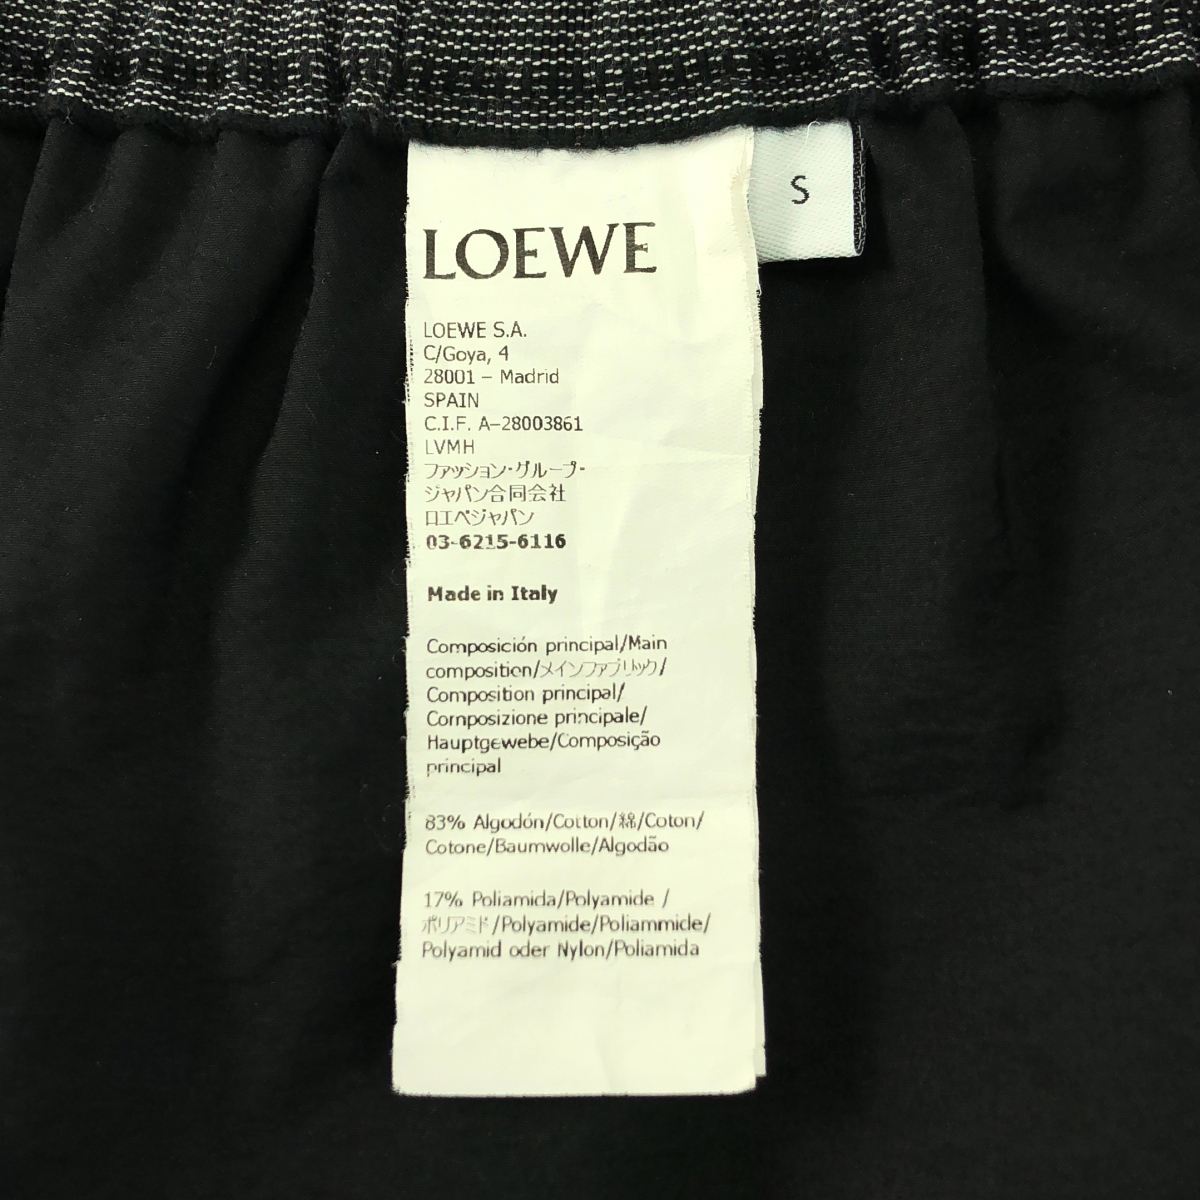 S
LOEWE
LOEWE S.A.
C/Goya, 4
28001 – Madrid
SPAIN
C.I.F. A-28003861
LVMH
ファッション・グループ・
ジャパン合同会社
ロエベジャパン
03-6215-6116
Made in Italy
Composición principal/Main
composition/メインファブリック/
Composition principal/
Composizione principale/
Hauptgewebe/Composição
principal
83% Algodón/Cotton/綿/Coton/
Cotone/Baumwolle/Algodão
17% Poliamida/Polyamide /
ポリアミド/Polyamide/Poliammide/
Polyamid oder Nylon/Poliamida